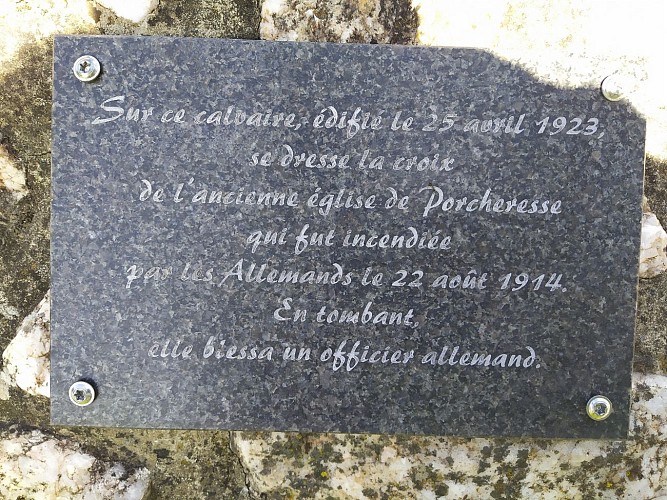 Sur ce calvaire, édifié le 25 avril 1923,
se dresse la croix
de l'ancienne église de Porcheresse
qui fut incendiée
par les Allemands le 22 août 1914.
En tombant,
elle blessa un officier allemand.